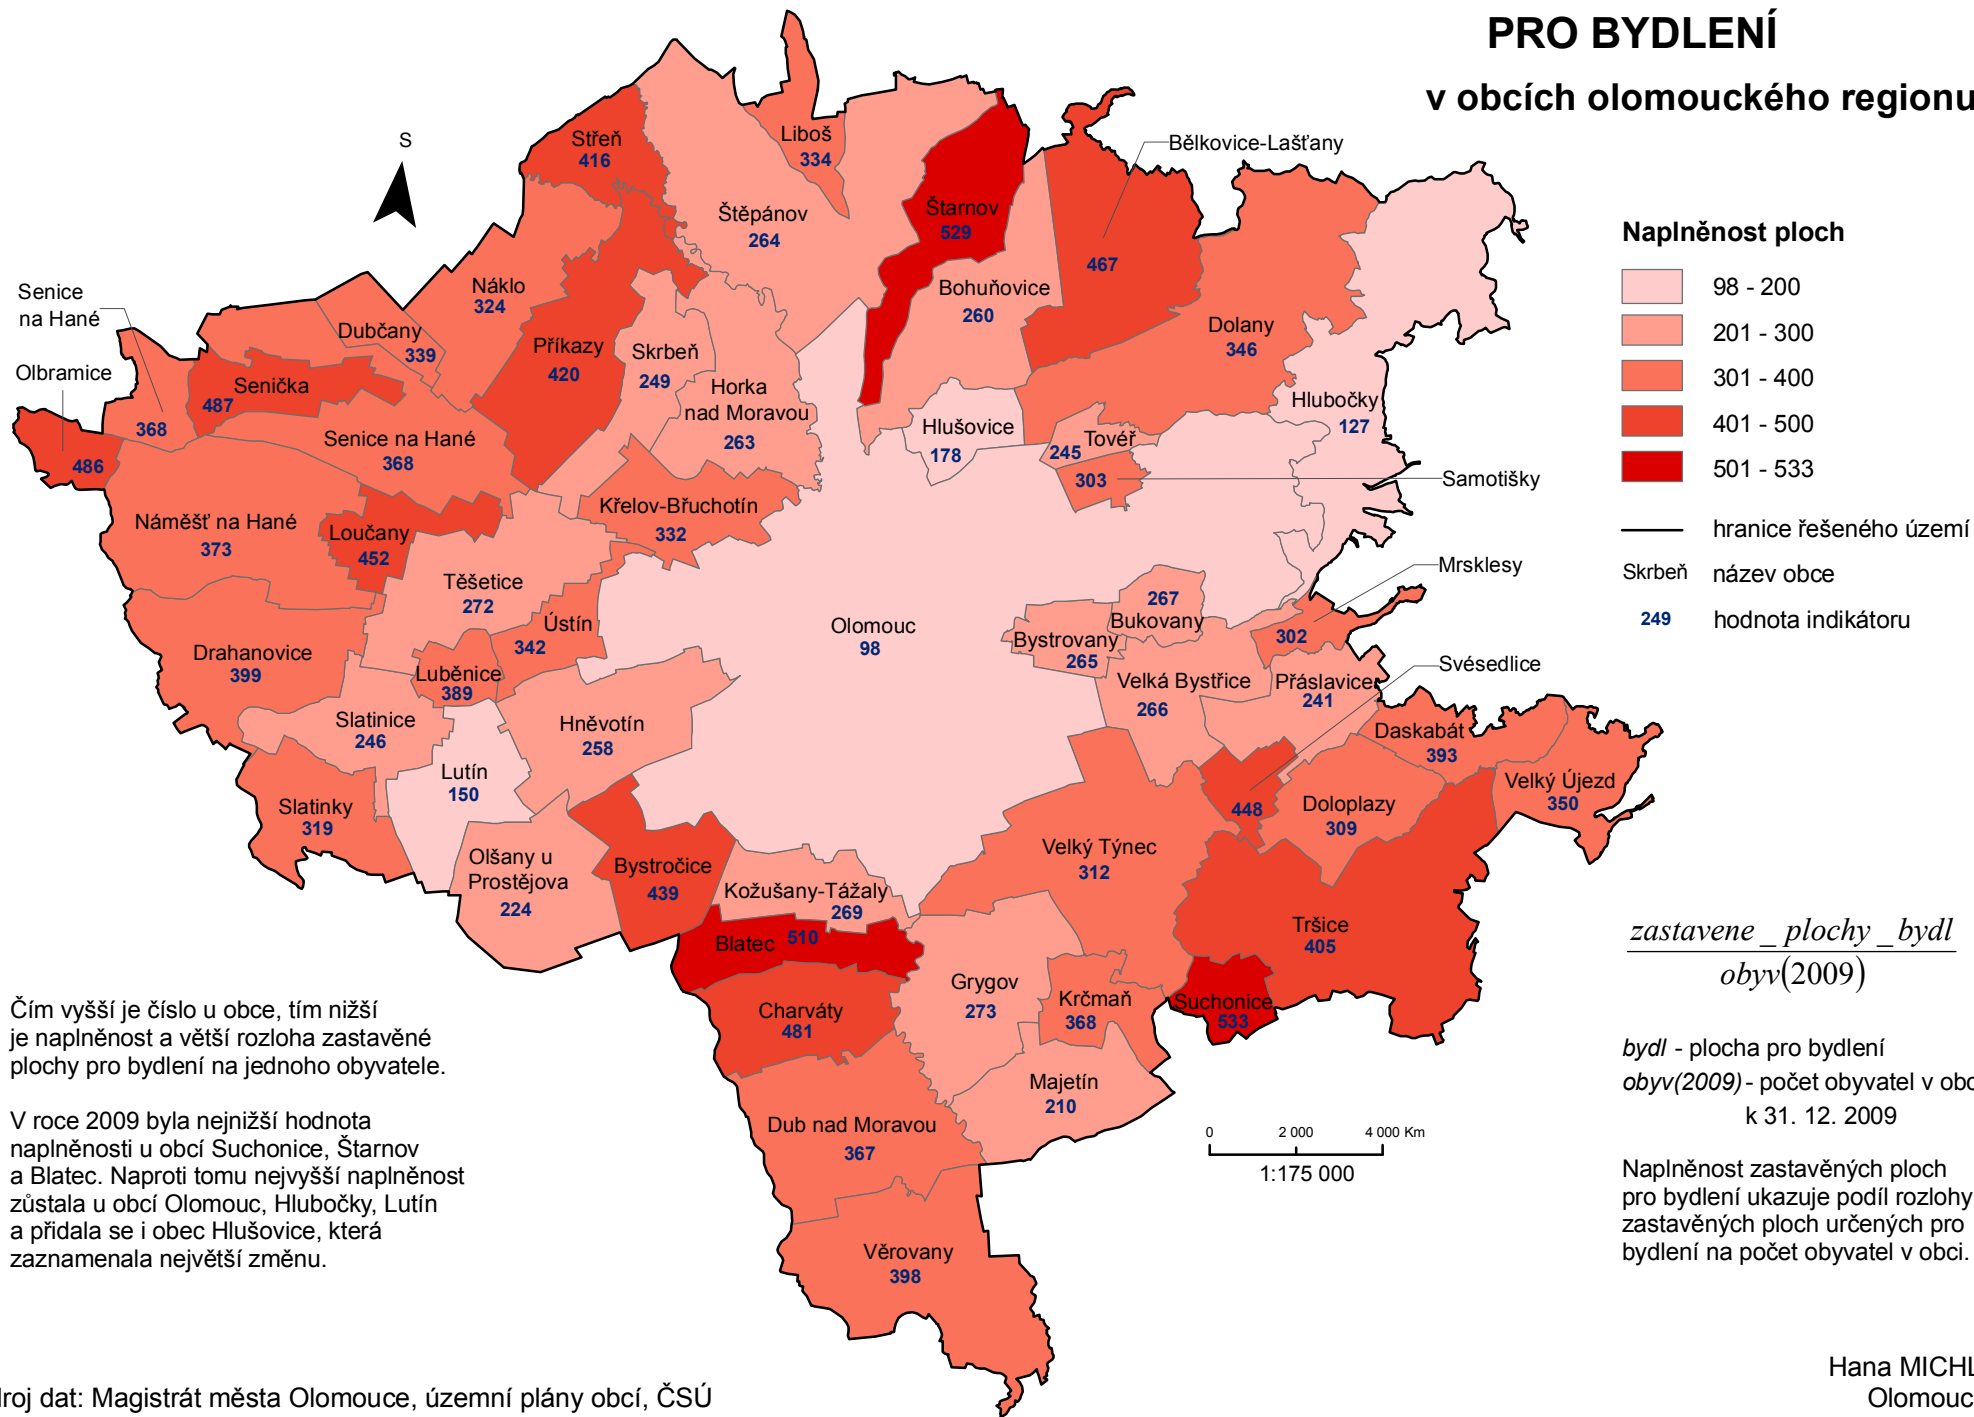 PRO BYDLENÍ
v obcích olomouckého regionu
S
Střeň
416
Liboš
334
Štěpánov
264
Štarnov
529
Bělkovice-Lašťany
467
Bohuňovice
260
Dolany
346
Hlubočky
127
Senice
na Hané
368
Olbramice
486
Dubčany
339
Náklo
324
Senička
487
Příkazy
420
Skrbeň
249
Horka
nad Moravou
263
Senice na Hané
368
Hlušovice
178
Tovéř
245
303
Samotišky
Náměšť na Hané
373
Loučany
452
Křelov-Břuchotín
332
Těšetice
272
Ústín
342
Olomouc
98
267
Bukovany
Bystrovany
265
Mrsklesy
302
Drahanovice
399
Luběnice
389
Velká Bystřice
266
Přáslavice
241
Svésedlice
448
Slatinice
246
Hněvotín
258
Daskabát
393
Velký Újezd
350
Lutín
150
Slatinky
319
Doloplazy
309
Olšany u
Prostějova
224
Bystročice
439
Velký Týnec
312
Kožušany-Tážaly
269
Blatec 510
Tršice
405
Grygov
273
Krčmaň
368
Suchonice
533
Charváty
481
Majetín
210
Dub nad Moravou
367
Věrovany
398
Naplněnost ploch
98 - 200
201 - 300
301 - 400
401 - 500
501 - 533
hranice řešeného území
Skrbeň název obce
249 hodnota indikátoru
zastavene _ plochy _ bydl
obyv(2009)
bydl - plocha pro bydlení
obyv(2009) - počet obyvatel v
k 31. 12. 2009
Naplněnost zastavěných ploch
pro bydlení ukazuje podíl rozlohy
zastavěných ploch určených pro
bydlení na počet obyvatel v obci.
0 2 000 4 000 Km
1:175 000
Čím vyšší je číslo u obce, tím nižší
je naplněnost a větší rozloha zastavěné
plochy pro bydlení na jednoho obyvatele.
V roce 2009 byla nejnižší hodnota
naplněnosti u obcí Suchonice, Štarnov
a Blatec. Naproti tomu nejvyšší naplněnost
zůstala u obcí Olomouc, Hlubočky, Lutín
a přidala se i obec Hlušovice, která
zaznamenala největší změnu.
dat: Magistrát města Olomouce, územní plány obcí, ČSÚ
Hana
Olomouc